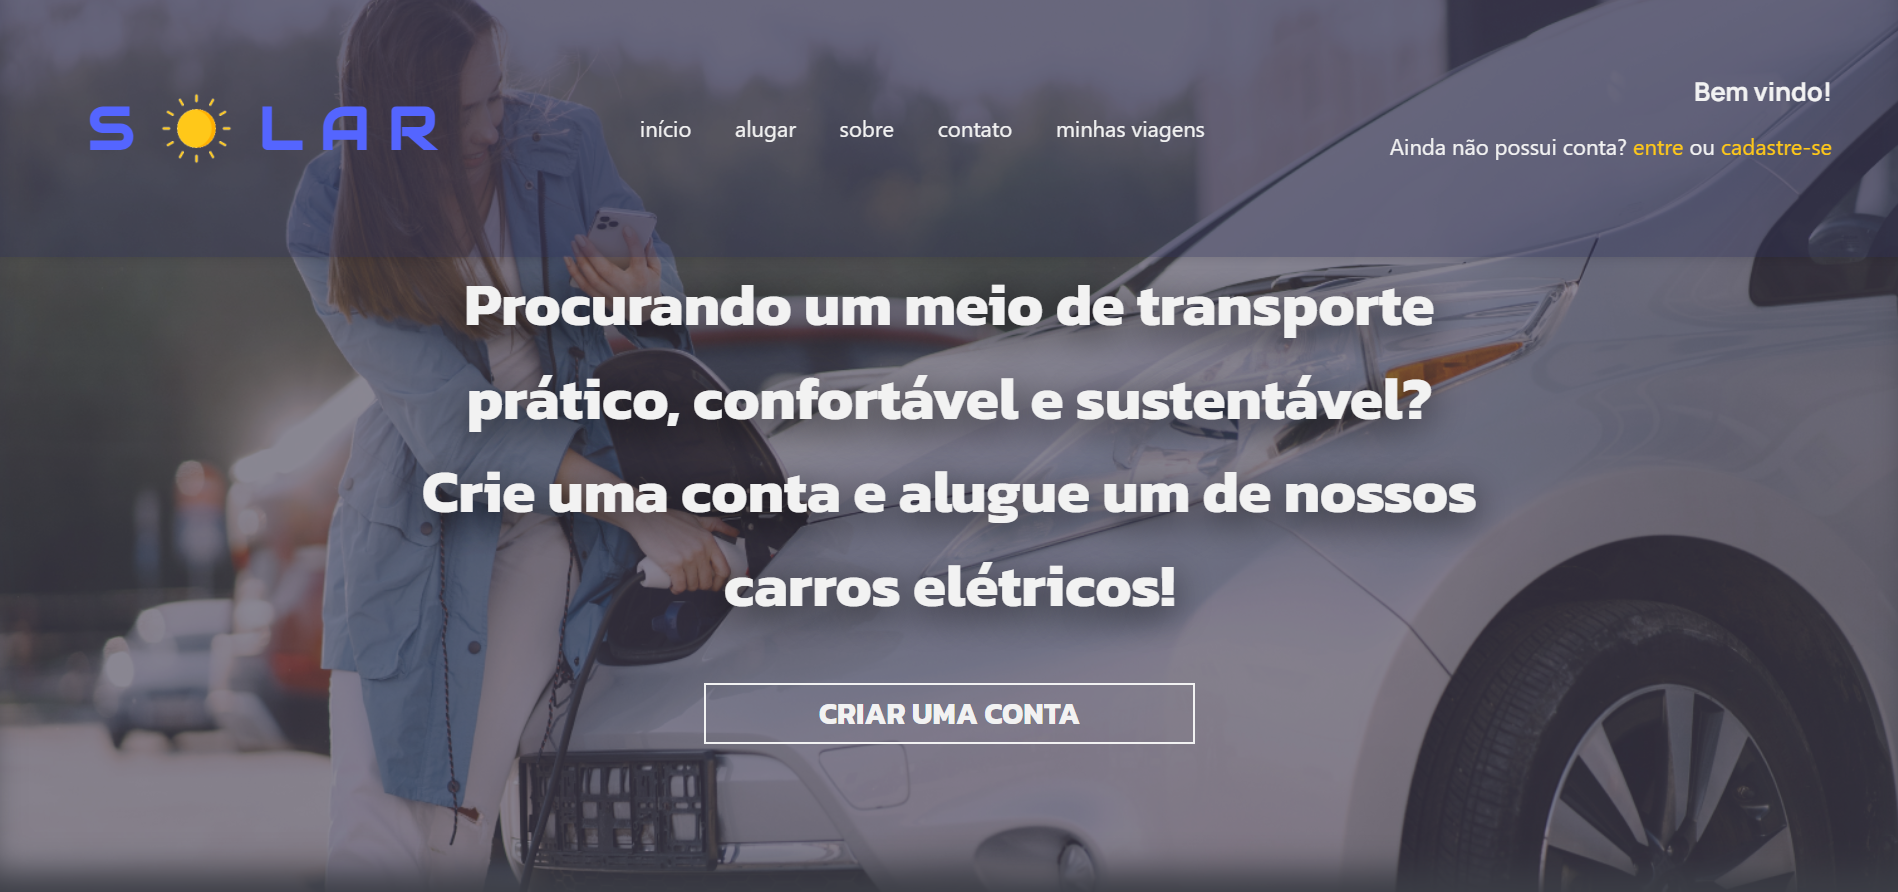 SOLAR
início alugar sobre contato minhas viagens
Bem vindo!
Ainda não possui conta? entre ou cadastre-se
Procurando um meio de transporte
prático, confortável e sustentável?
Crie uma conta e alugue um de nossos
carros elétricos!
CRIAR UMA CONTA